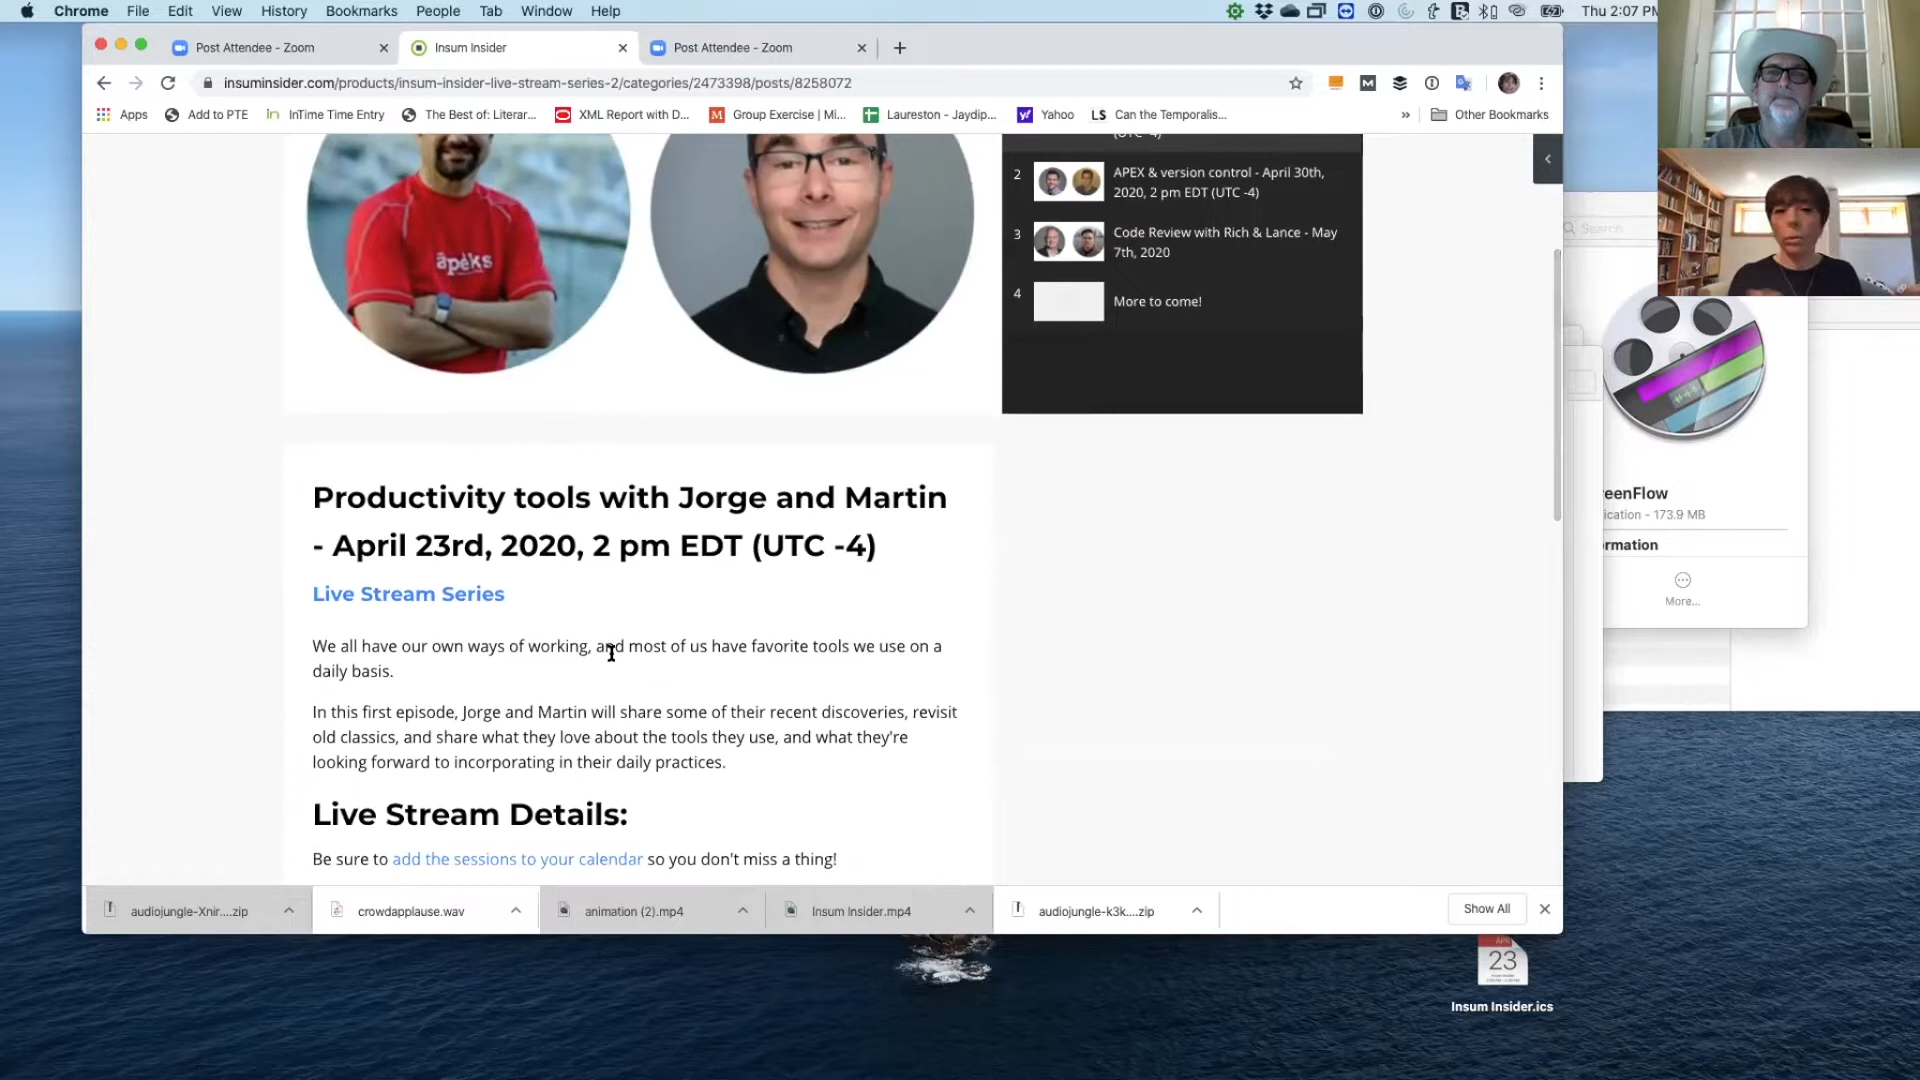 Chrome File Edit View History Bookmarks People Tab Window Help Thu 2:07 PM
Post Attendee - Zoom Insum Insider Post Attendee - Zoom
insuminsider.com/products/insum-insider-live-stream-series-2/categories/2473398/posts/8258072
Apps Add to PTE InTime Time Entry The Best of: Literar... XML Report with D... Group Exercise | Mi... Laureston - Jaydip... Yahoo LS Can the Temporalis... » Other Bookmarks
(UTC -4)
2 APEX & version control - April 30th,
2020, 2 pm EDT (UTC -4)
3 Code Review with Rich & Lance - May
7th, 2020
4 More to come!
āpēks
Search
Productivity tools with Jorge and Martin
- April 23rd, 2020, 2 pm EDT (UTC -4)
Live Stream Series
We all have our own ways of working, and most of us have favorite tools we use on a
daily basis.
In this first episode, Jorge and Martin will share some of their recent discoveries, revisit
old classics, and share what they love about the tools they use, and what they're
looking forward to incorporating in their daily practices.
Live Stream Details:
Be sure to add the sessions to your calendar so you don't miss a thing!
eenFlow
ication - 173.9 MB
rmation
More...
audiojungle-Xnir....zip crowdapplause.wav animation (2).mp4 Insum Insider.mp4 audiojungle-k3k....zip Show All
APR
23
Insum Insider.ics